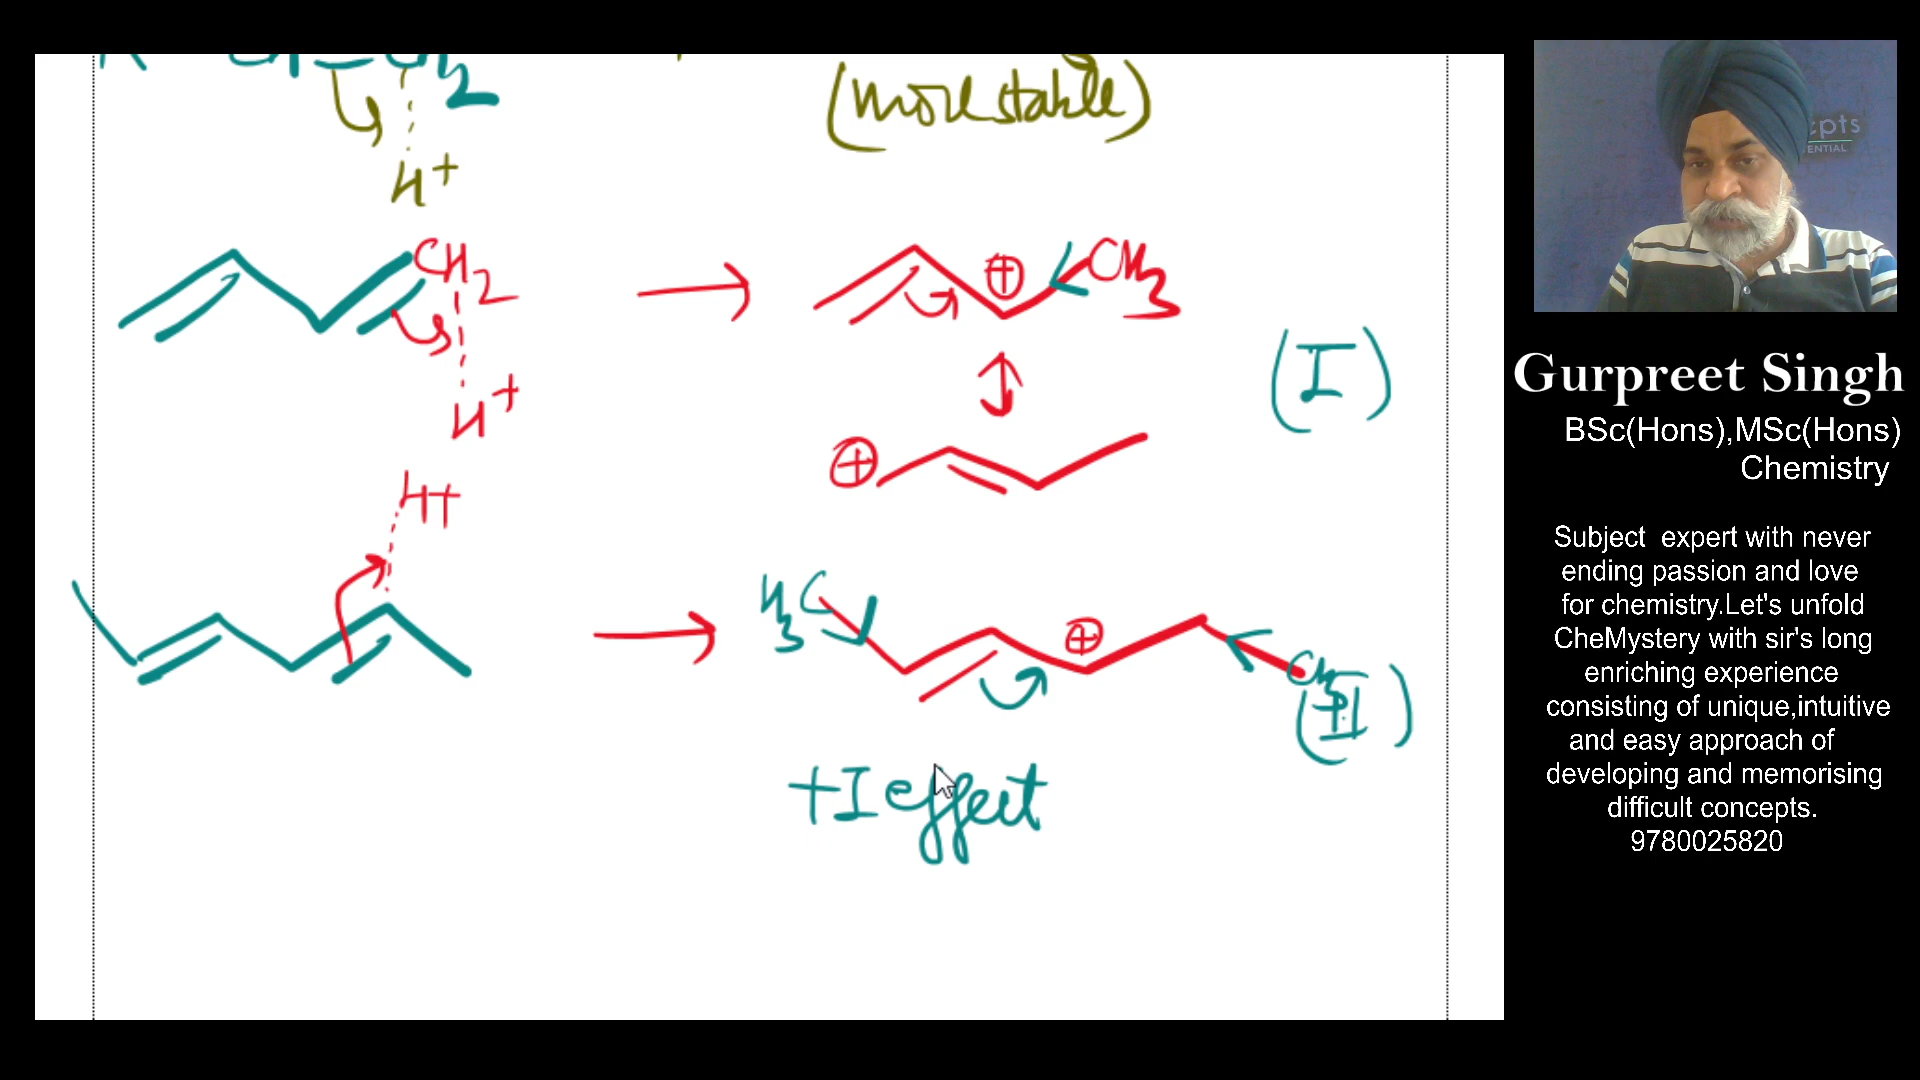 (more stable)
H+
CH2
⊕
CH3
H+
(I)
⊕
H+
H3C
⊕
CH3
(II)
+I effect
cpts
ENTIAL
Gurpreet Singh
BSc(Hons),MSc(Hons)
Chemistry
Subject expert with never
ending passion and love
for chemistry.Let's unfold
CheMystery with sir's long
enriching experience
consisting of unique,intuitive
and easy approach of
developing and memorising
difficult concepts.
9780025820